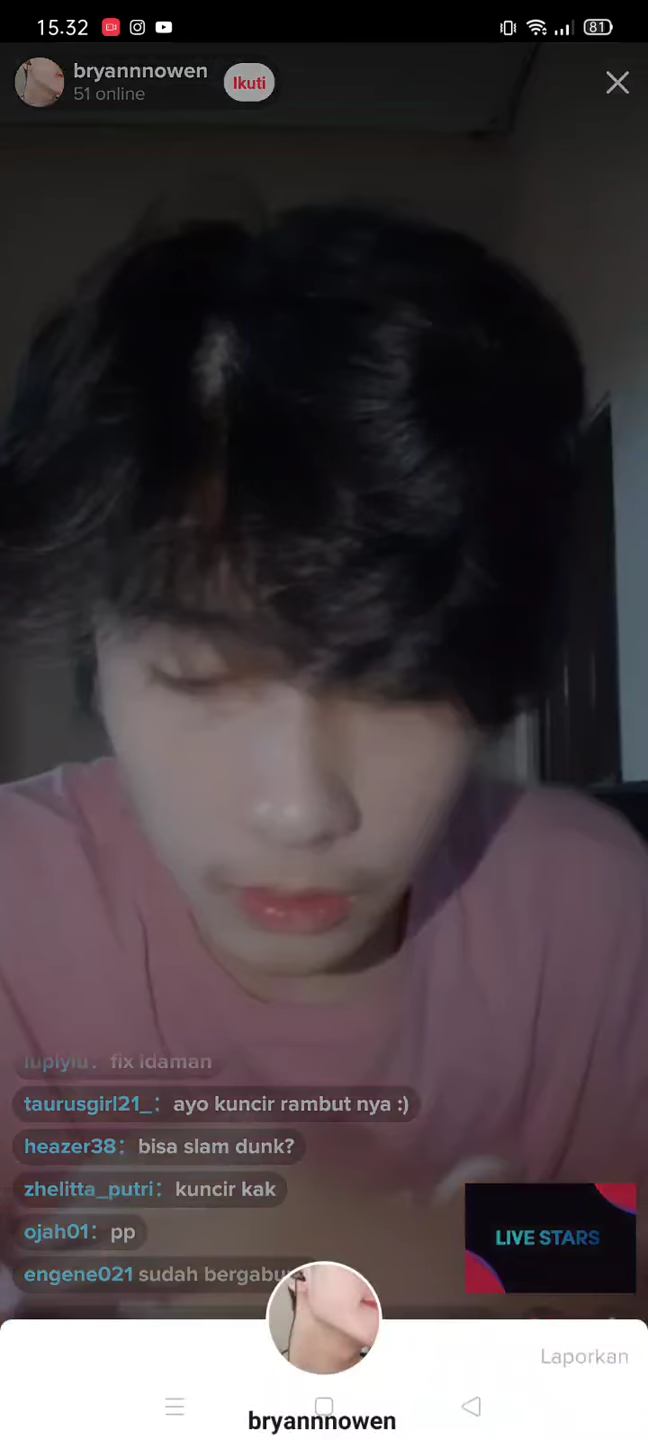 15.32
81
bryannnowen
51 online
Ikuti
fix idaman
taurusgirl21_: ayo kuncir rambut nya :)
heazer38: bisa slam dunk?
zhelitta_putri: kuncir kak
ojah01: pp
engene021 sudah bergabu
LIVE STARS
Laporkan
bryannnowen